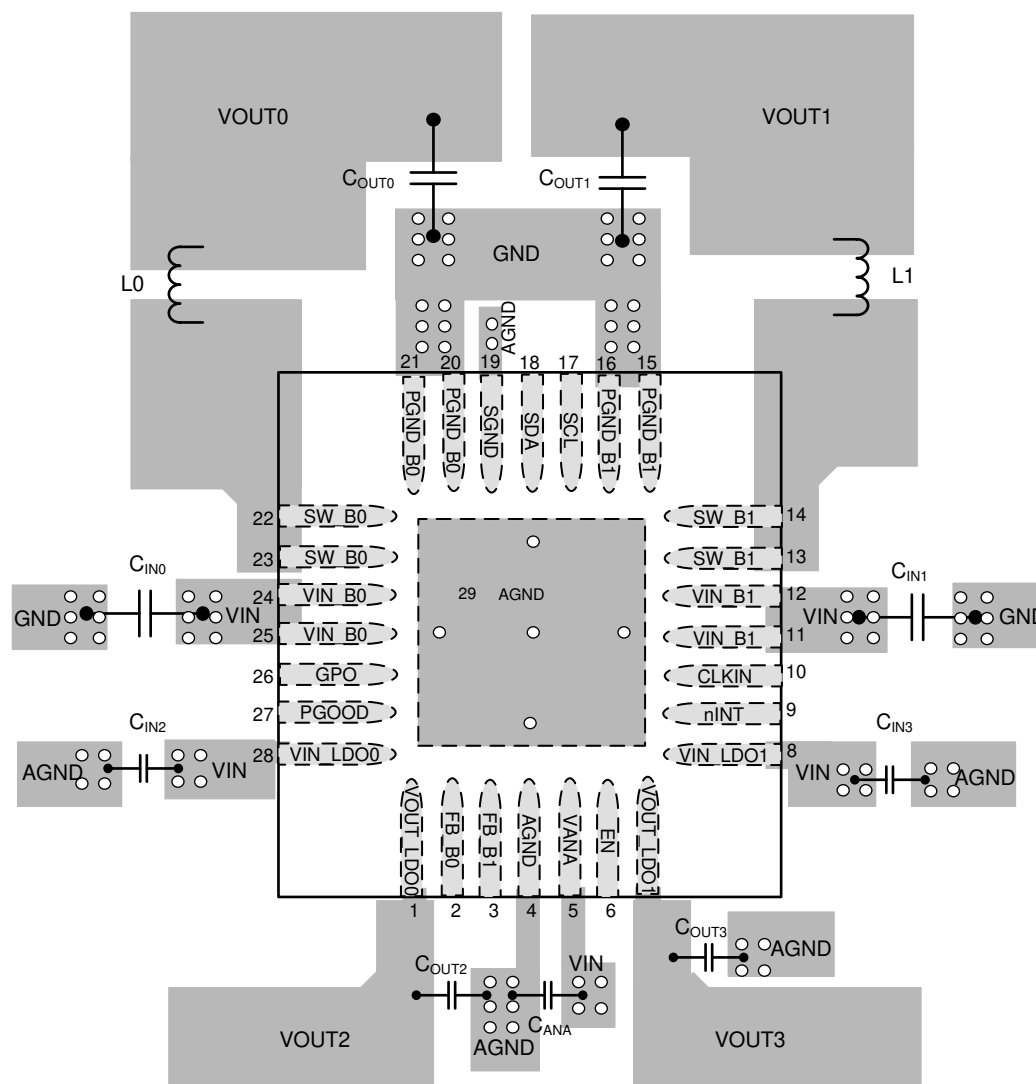 VOUT0
VOUT1
COUT0
COUT1
GND
L0
L1
AGND
21
20
19
18
17
16
15
PGND_B0
PGND_B0
SGND
SDA
SCL
PGND_B1
PGND_B1
22
SW_B0
SW_B1
14
23
SW_B0
SW_B1
13
CIN0
CIN1
24
VIN_B0
29
AGND
VIN_B1
12
GND
VIN
VIN
GND
25
VIN_B0
VIN_B1
11
26
GPO
CLKIN
10
27
PGOOD
nINT
9
CIN2
CIN3
28
VIN_LDO0
VIN_LDO1
8
AGND
VIN
VIN
AGND
VOUT_LDO0
FB_B0
FB_B1
AGND
VANA
EN
VOUT_LDO1
1
2
3
4
5
6
COUT3
AGND
COUT2
VIN
CANA
VOUT2
AGND
VOUT3